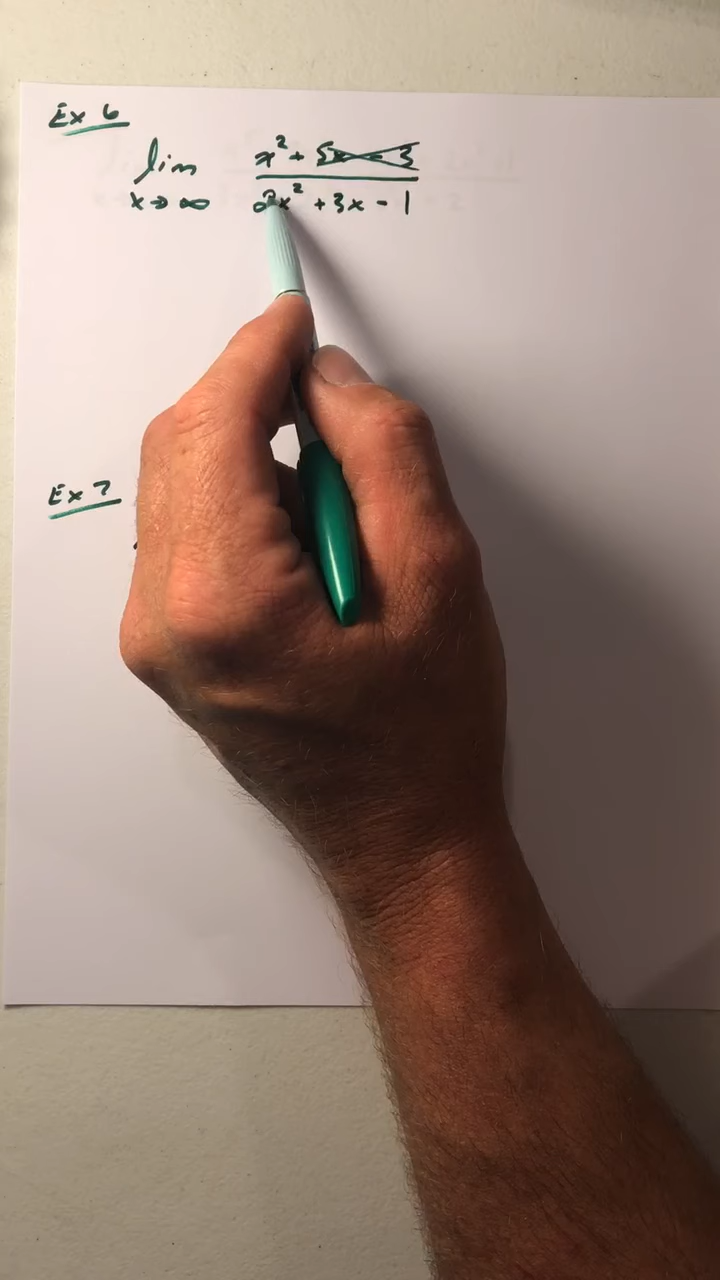 Ex 6
lim x² + 5x - 3
x → ∞ 2x² + 3x - 1
Ex 7